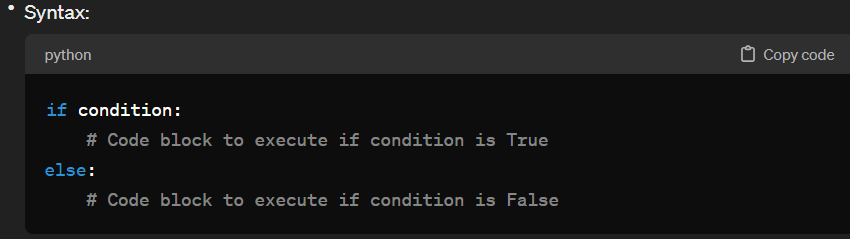 • Syntax:
python
Copy code
if condition:
    # Code block to execute if condition is True
else:
    # Code block to execute if condition is False